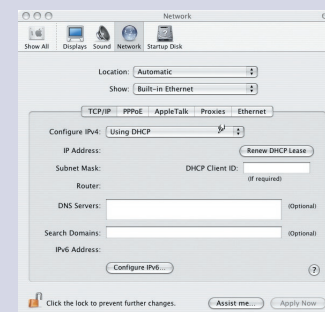 Network
Show All Displays Sound Network Startup Disk
Location: Automatic
Show: Built-in Ethernet
TCP/IP PPPoE AppleTalk Proxies Ethernet
Configure IPv4: Using DHCP
IP Address: Renew DHCP Lease
Subnet Mask: DHCP Client ID:
(If required)
Router:
DNS Servers: (Optional)
Search Domains: (Optional)
IPv6 Address:
Configure IPv6... ?
Click the lock to prevent further changes. Assist me... Apply Now